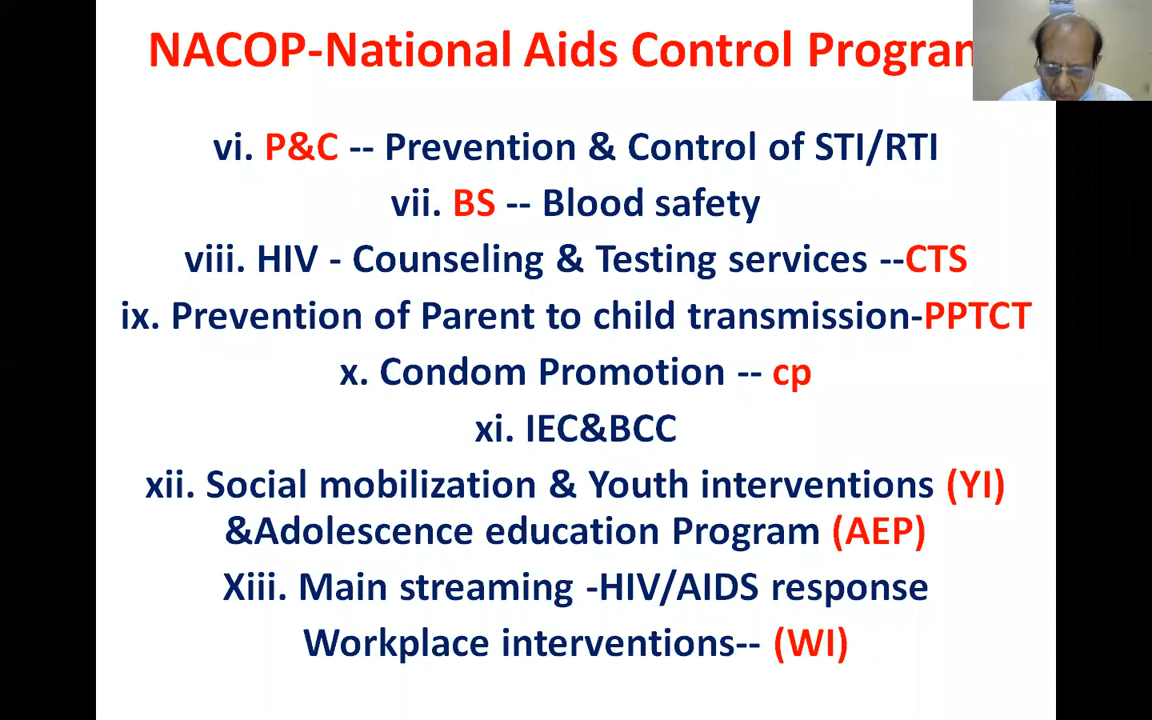 NACOP-National Aids Control Program
vi. P&C -- Prevention & Control of STI/RTI
vii. BS -- Blood safety
viii. HIV - Counseling & Testing services --CTS
ix. Prevention of Parent to child transmission-PPTCT
x. Condom Promotion -- cp
xi. IEC&BCC
xii. Social mobilization & Youth interventions (YI)
&Adolescence education Program (AEP)
Xiii. Main streaming -HIV/AIDS response
Workplace interventions-- (WI)